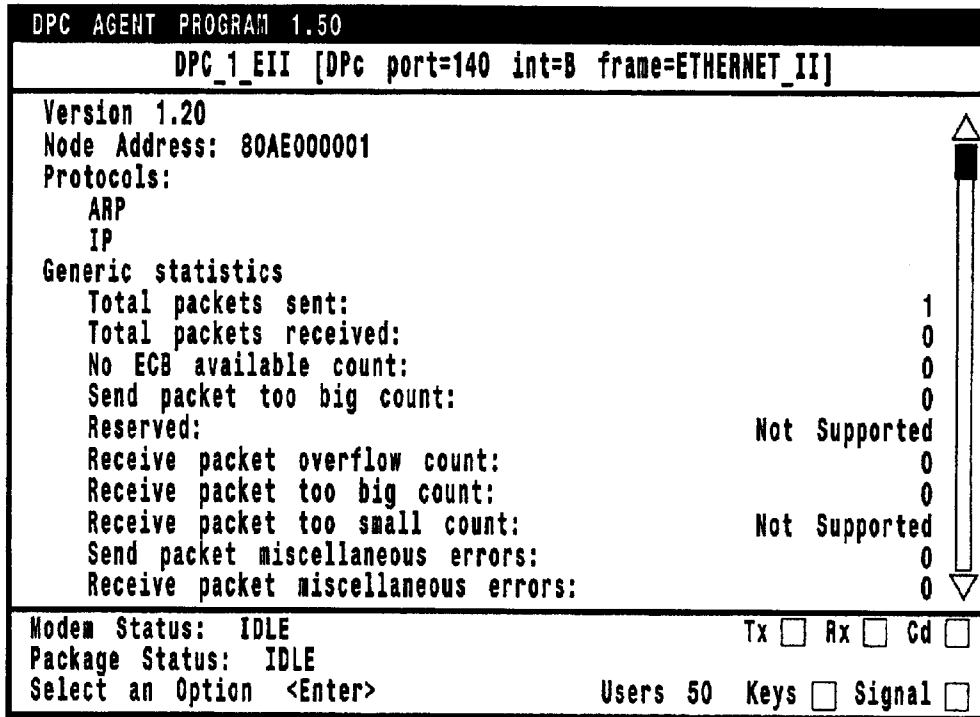 DPC AGENT PROGRAM 1.50
DPC_1_EII [DPc port=140 int=B frame=ETHERNET_II]
Version 1.20
Node Address: 80AE000001
Protocols:
ARP
IP
Generic statistics
Total packets sent: 1
Total packets received: 0
No ECB available count: 0
Send packet too big count: 0
Reserved: Not Supported
Receive packet overflow count: 0
Receive packet too big count: 0
Receive packet too small count: Not Supported
Send packet miscellaneous errors: 0
Receive packet miscellaneous errors: 0
Modem Status: IDLE Tx Rx Cd
Package Status: IDLE
Select an Option <Enter> Users 50 Keys Signal